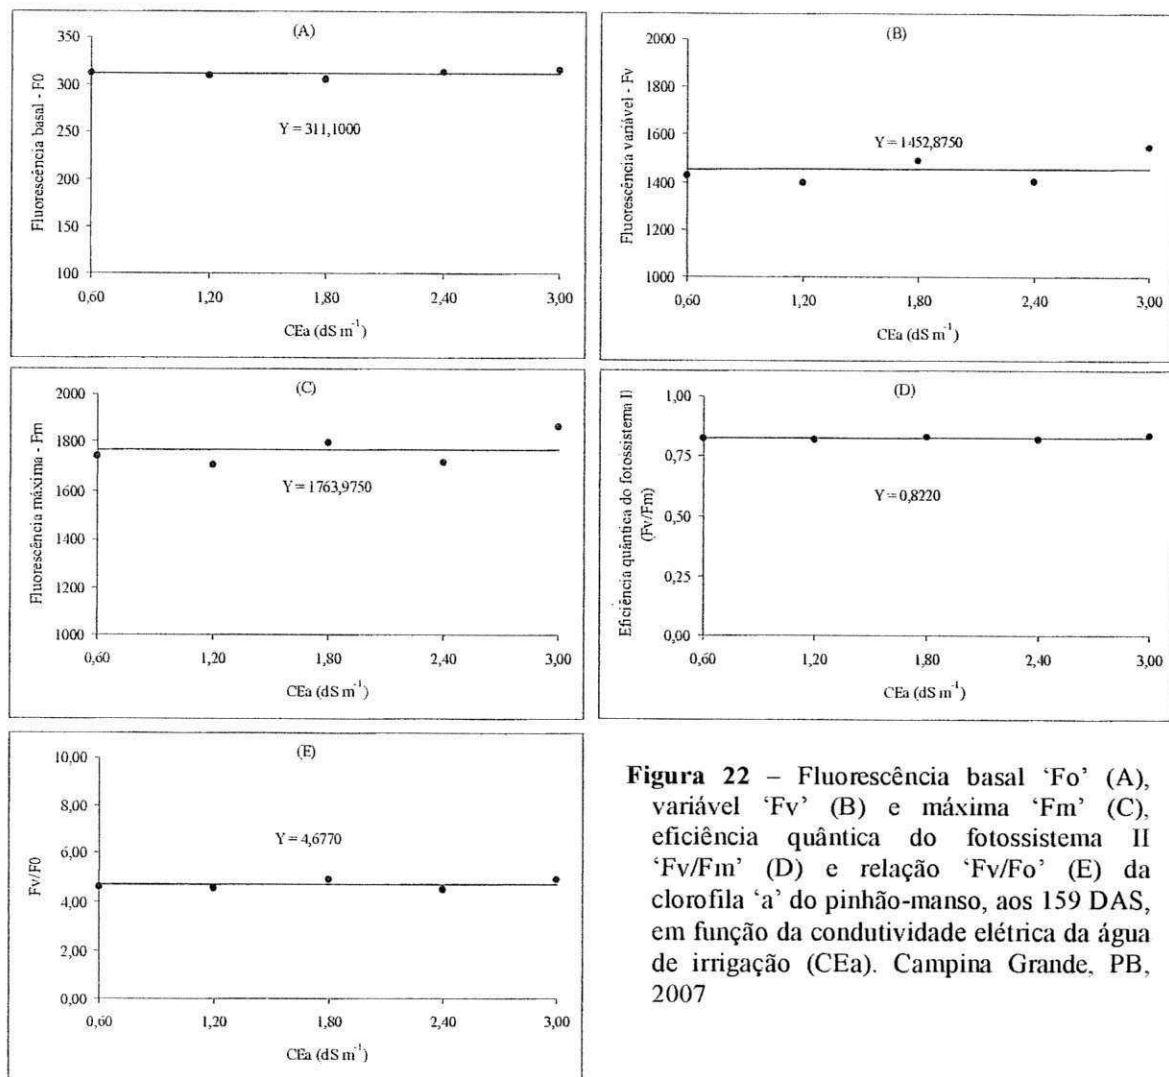 (A)
350
300
250
200
150
100
Fluorescência basal - F0
Y = 311,1000
0,60 1,20 1,80 2,40 3,00
CEa (dS m⁻¹)
(B)
2000
1800
1600
1400
1200
1000
Fluorescência variável - Fv
Y = 1452,8750
0,60 1,20 1,80 2,40 3,00
CEa (dS m⁻¹)
(C)
2000
1800
1600
1400
1200
1000
Fluorescência máxima - Fm
Y = 1763,9750
0,60 1,20 1,80 2,40 3,00
CEa (dS m⁻¹)
(D)
1,00
0,75
0,50
0,25
0,00
Eficiência quântica do fotossistema II
(Fv/Fm)
Y = 0,8220
0,60 1,20 1,80 2,40 3,00
CEa (dS m⁻¹)
(E)
10,00
8,00
6,00
4,00
2,00
0,00
Fv/F0
Y = 4,6770
0,60 1,20 1,80 2,40 3,00
CEa (dS m⁻¹)
Figura 22 – Fluorescência basal ‘Fo’ (A),
variável ‘Fv’ (B) e máxima ‘Fm’ (C),
eficiência quântica do fotossistema II
‘Fv/Fm’ (D) e relação ‘Fv/Fo’ (E) da
clorofila ‘a’ do pinhão-manso, aos 159 DAS,
em função da condutividade elétrica da água
de irrigação (CEa). Campina Grande, PB,
2007